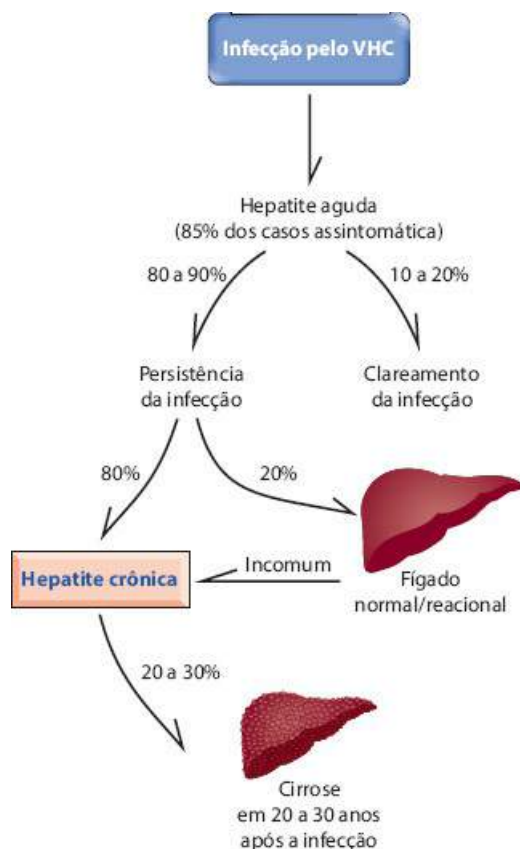 Infecção pelo VHC
Hepatite aguda
(85% dos casos assintomática)
80 a 90%
10 a 20%
Persistência
da infecção
Clareamento
da infecção
80%
20%
Hepatite crônica
Incomum
Fígado
normal/reacional
20 a 30%
Cirrose
em 20 a 30 anos
após a infecção